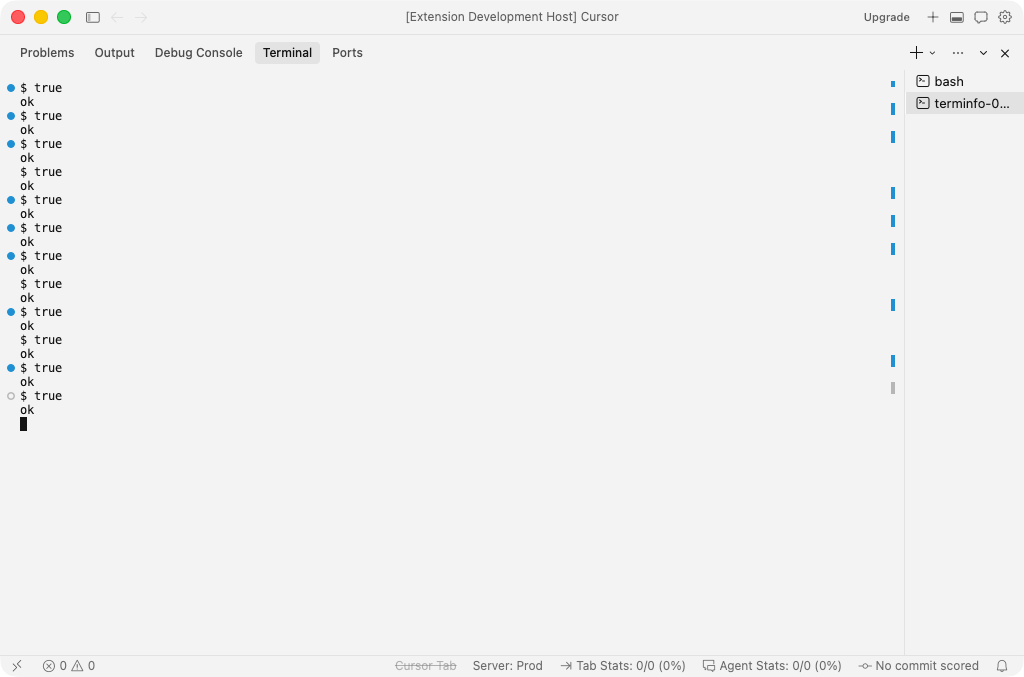 [Extension Development Host] Cursor
Upgrade
Problems Output Debug Console Terminal Ports
$ true
ok
$ true
ok
$ true
ok
$ true
ok
$ true
ok
$ true
ok
$ true
ok
$ true
ok
$ true
ok
$ true
ok
$ true
ok
$ true
ok
bash
terminfo-0...
0 0 Cursor Tab Server: Prod Tab Stats: 0/0 (0%) Agent Stats: 0/0 (0%) No commit scored